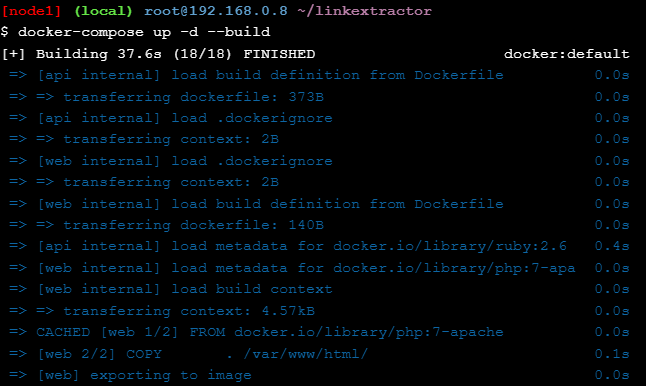 [node1] (local) root@192.168.0.8 ~/linkextractor
$ docker-compose up -d --build
[+] Building 37.6s (18/18) FINISHED docker:default
=> [api internal] load build definition from Dockerfile 0.0s
=> => transferring dockerfile: 373B 0.0s
=> [api internal] load .dockerignore 0.0s
=> => transferring context: 2B 0.0s
=> [web internal] load .dockerignore 0.0s
=> => transferring context: 2B 0.0s
=> [web internal] load build definition from Dockerfile 0.0s
=> => transferring dockerfile: 140B 0.0s
=> [api internal] load metadata for docker.io/library/ruby:2.6 0.4s
=> [web internal] load metadata for docker.io/library/php:7-apa 0.0s
=> [web internal] load build context 0.0s
=> => transferring context: 4.57kB 0.0s
=> CACHED [web 1/2] FROM docker.io/library/php:7-apache 0.0s
=> [web 2/2] COPY . /var/www/html/ 0.1s
=> [web] exporting to image 0.0s